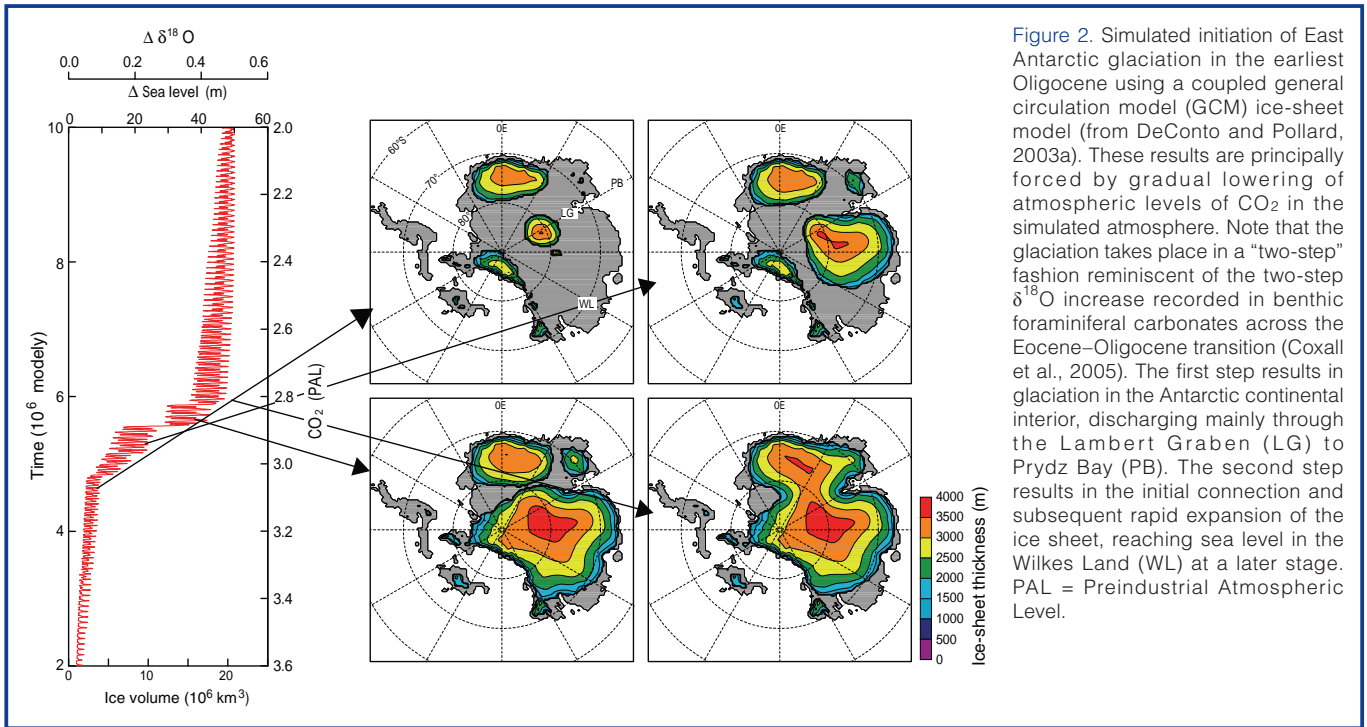 Δ δ18 O
0.0 0.2 0.4 0.6
Δ Sea level (m)
0 20 40 60
10
8
6
4
2
Time (10⁶ modely)
2.0
2.2
2.4
2.6
2.8
3.0
3.2
3.4
3.6
CO₂ (PAL)
0 10 20
Ice volume (10⁶ km³)
0E
60°S
70°
80°
PB
LG
WL
0E
0E
0E
4000
3500
3000
2500
2000
1500
1000
500
0
Ice-sheet thickness (m)
Figure 2. Simulated initiation of East
Antarctic glaciation in the earliest
Oligocene using a coupled general
circulation model (GCM) ice-sheet
model (from DeConto and Pollard,
2003a). These results are principally
forced by gradual lowering of
atmospheric levels of CO₂ in the
simulated atmosphere. Note that the
glaciation takes place in a “two-step”
fashion reminiscent of the two-step
δ18O increase recorded in benthic
foraminiferal carbonates across the
Eocene–Oligocene transition (Coxall
et al., 2005). The first step results in
glaciation in the Antarctic continental
interior, discharging mainly through
the Lambert Graben (LG) to
Prydz Bay (PB). The second step
results in the initial connection and
subsequent rapid expansion of the
ice sheet, reaching sea level in the
Wilkes Land (WL) at a later stage.
PAL = Preindustrial Atmospheric
Level.